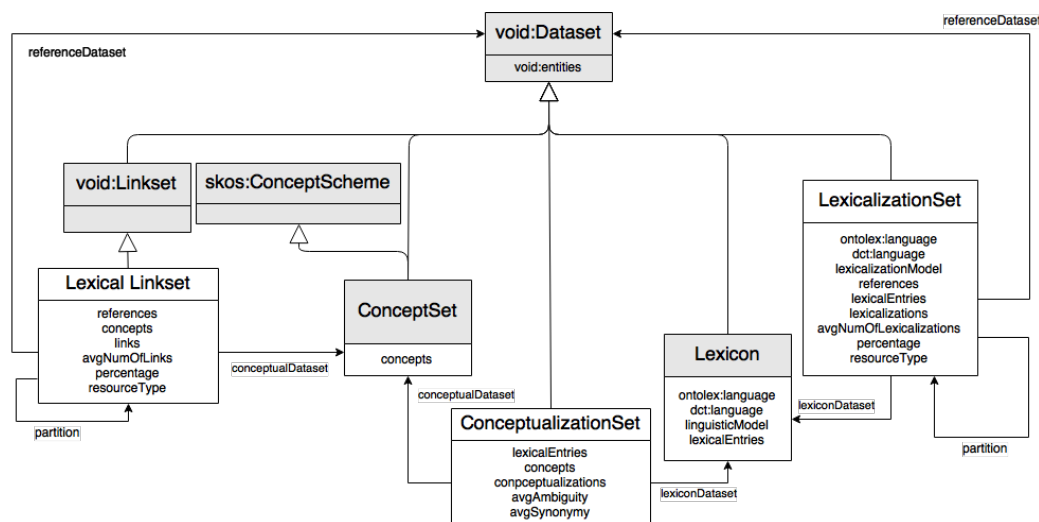 referenceDataset
void:Dataset
void:entities
referenceDataset
void:Linkset
skos:ConceptScheme
LexicalizationSet
ontolex:language
dct:language
lexicalizationModel
references
lexicalEntries
lexicalizations
avgNumOfLexicalizations
percentage
resourceType
Lexical Linkset
references
concepts
links
avgNumOfLinks
percentage
resourceType
ConceptSet
concepts
conceptualDataset
Lexicon
ontolex:language
dct:language
linguisticModel
lexicalEntries
conceptualDataset
lexiconDataset
partition
partition
ConceptualizationSet
lexicalEntries
concepts
conpceptualizations
avgAmbiguity
avgSynonymy
lexiconDataset